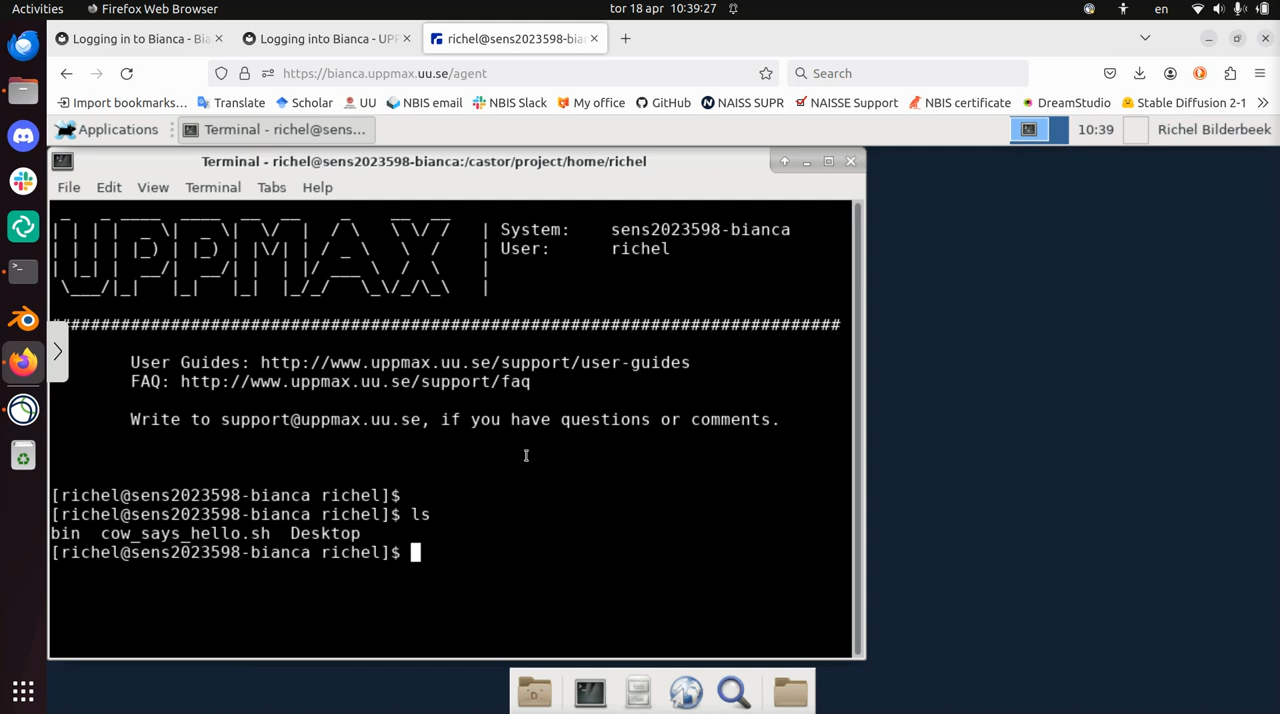 Activities
Firefox Web Browser
tor 18 apr 10:39:27
en
Logging in to Bianca - Bia
Logging into Bianca - UPP
richel@sens2023598-bian
https://bianca.uppmax.uu.se/agent
Search
Import bookmarks...
Translate
Scholar
UU
NBIS email
NBIS Slack
My office
GitHub
NAISS SUPR
NAISSE Support
NBIS certificate
DreamStudio
Stable Diffusion 2-1
Applications
Terminal - richel@sens...
10:39
Richel Bilderbeek
Terminal - richel@sens2023598-bianca:/castor/project/home/richel
File Edit View Terminal Tabs Help
UPPMAX
| System: sens2023598-bianca
| User: richel
################################################################################
User Guides: http://www.uppmax.uu.se/support/user-guides
FAQ: http://www.uppmax.uu.se/support/faq
Write to support@uppmax.uu.se, if you have questions or comments.
[richel@sens2023598-bianca richel]$
[richel@sens2023598-bianca richel]$ ls
bin cow_says_hello.sh Desktop
[richel@sens2023598-bianca richel]$